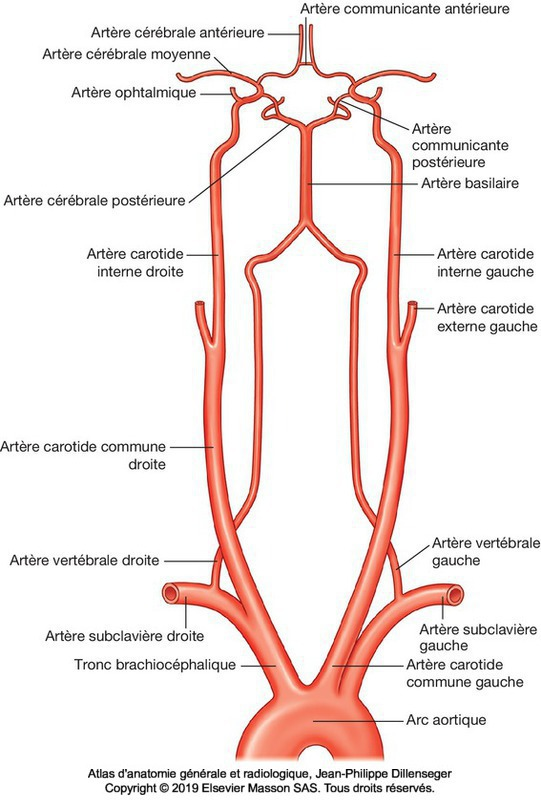 Artère communicante antérieure
Artère cérébrale antérieure
Artère cérébrale moyenne
Artère ophtalmique
Artère
communicante
postérieure
Artère basilaire
Artère cérébrale postérieure
Artère carotide
interne droite
Artère carotide
interne gauche
Artère carotide
externe gauche
Artère carotide commune
droite
Artère vertébrale droite
Artère vertébrale
gauche
Artère subclavière droite
Artère subclavière
gauche
Tronc brachiocéphalique
Artère carotide
commune gauche
Arc aortique
Atlas d'anatomie générale et radiologique, Jean-Philippe Dillenseger
Copyright © 2019 Elsevier Masson SAS. Tous droits réservés.